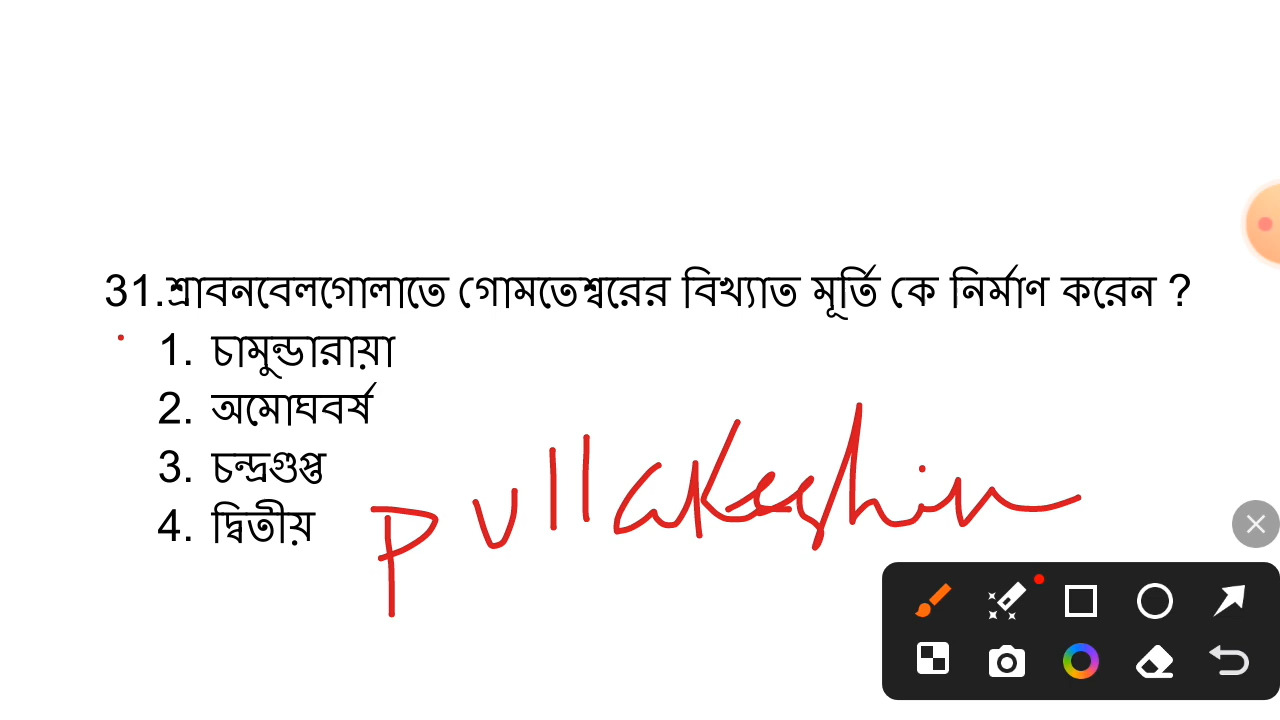 31.শ্রাবনবেলগোলাতে গোমতেশ্বরের বিখ্যাত মূর্তি কে নির্মাণ করেন ?
1. চামুন্ডারায়া
2. অমোঘবর্ষ
3. চন্দ্রগুপ্ত
4. দ্বিতীয় pullakeshin